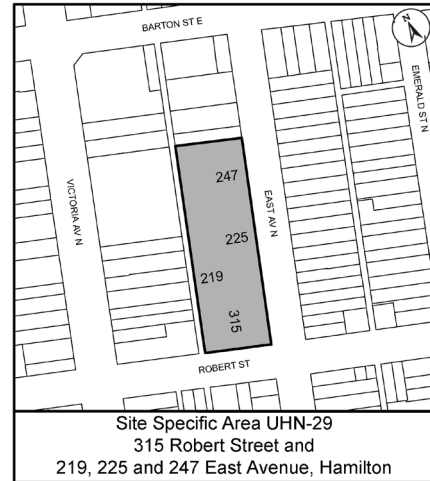 BARTON ST E
N
EMERALD ST N
VICTORIA AV N
EAST AV N
247
225
219
315
ROBERT ST
Site Specific Area UHN-29
315 Robert Street and
219, 225 and 247 East Avenue, Hamilton